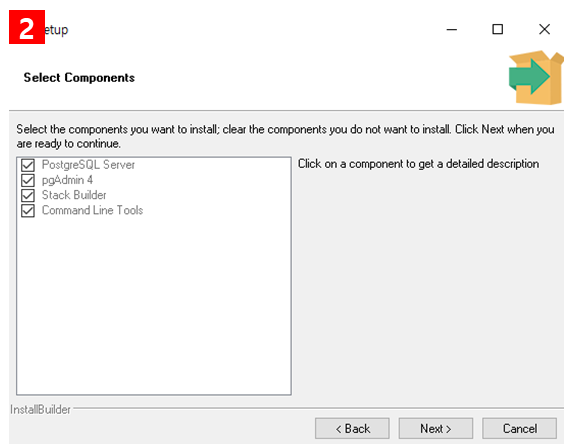 2 etup
Select Components
Select the components you want to install; clear the components you do not want to install. Click Next when you
are ready to continue.
PostgreSQL Server
pgAdmin 4
Stack Builder
Command Line Tools
Click on a component to get a detailed description
InstallBuilder
< Back
Next >
Cancel